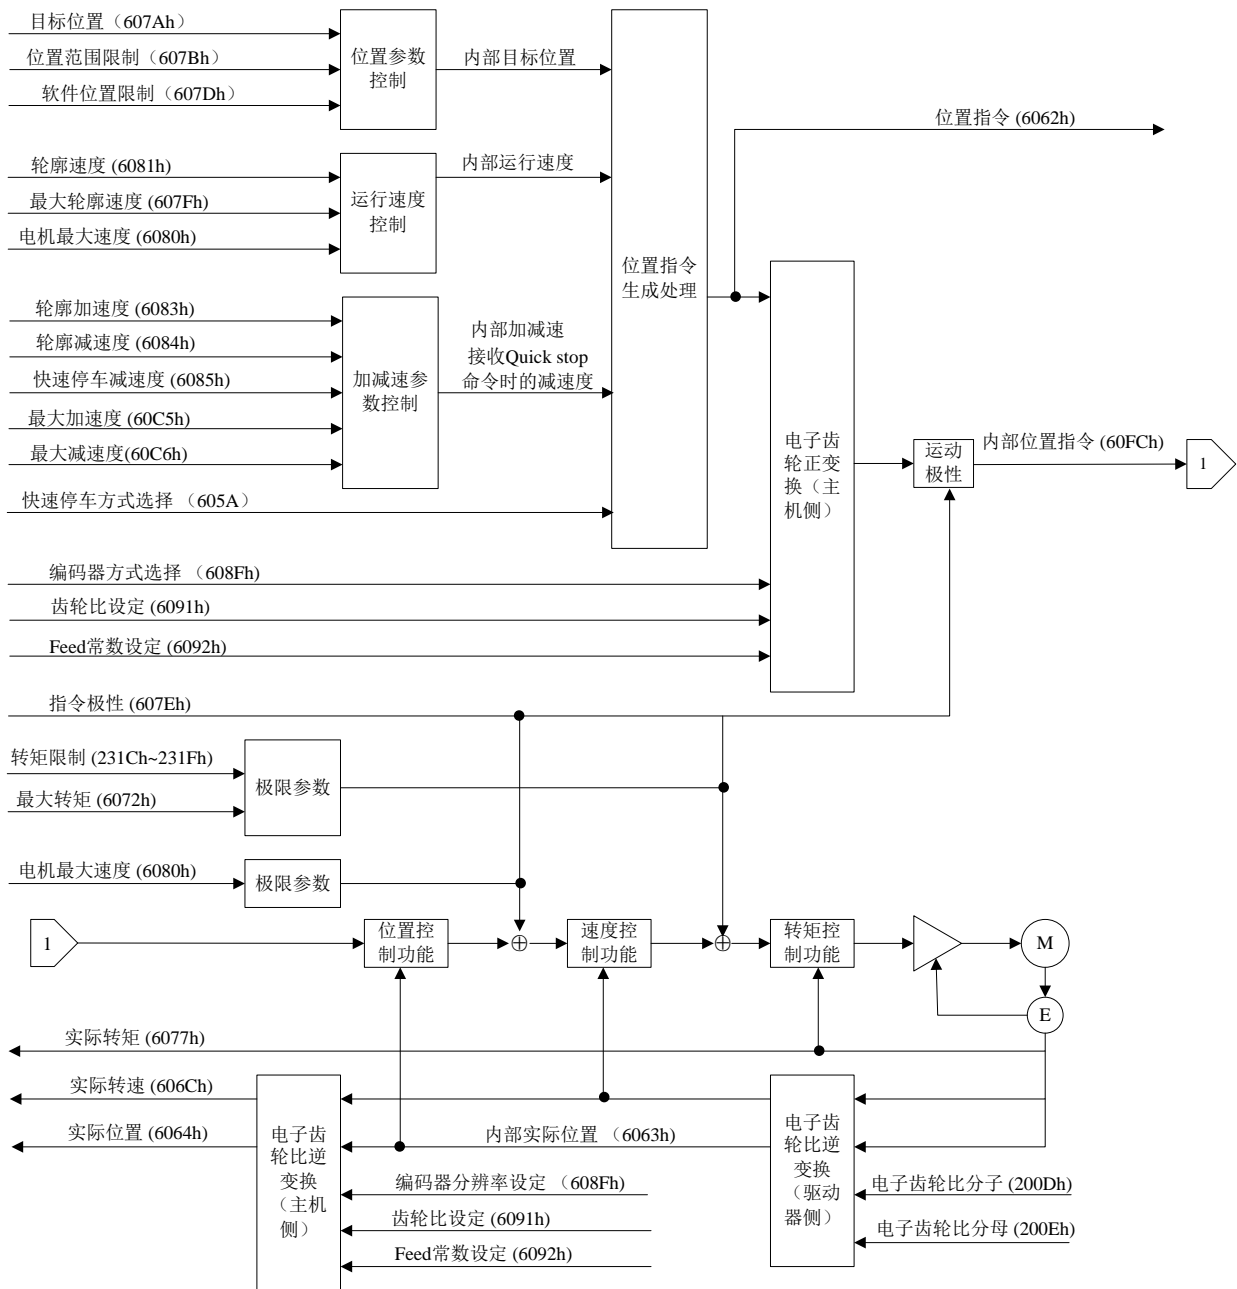 目标位置（607Ah）
位置范围限制（607Bh）
软件位置限制（607Dh）
位置参数
控制
内部目标位置
位置指令 (6062h)
轮廓速度 (6081h)
最大轮廓速度 (607Fh)
电机最大速度 (6080h)
运行速度
控制
内部运行速度
位置指令
生成处理
轮廓加速度 (6083h)
轮廓减速度 (6084h)
快速停车减速度 (6085h)
最大加速度 (60C5h)
最大减速度(60C6h)
加减速参
数控制
内部加减速
接收Quick stop
命令时的减速度
快速停车方式选择 （605A）
电子齿
轮正变
换（主
机侧）
运动
极性
内部位置指令 (60FCh)
1
编码器方式选择 （608Fh)
齿轮比设定 (6091h)
Feed常数设定 (6092h)
指令极性 (607Eh)
转矩限制 (231Ch~231Fh)
最大转矩 (6072h)
极限参数
电机最大速度 (6080h)
极限参数
1
位置控
制功能
速度控
制功能
转矩控
制功能
M
E
实际转矩 (6077h)
实际转速 (606Ch)
实际位置 (6064h)
电子齿
轮比逆
变换
（主机
侧）
内部实际位置 （6063h)
编码器分辨率设定 （608Fh)
齿轮比设定 (6091h)
Feed常数设定 (6092h)
电子齿
轮比逆
变换
（驱动
器侧）
电子齿轮比分子 (200Dh)
电子齿轮比分母 (200Eh)